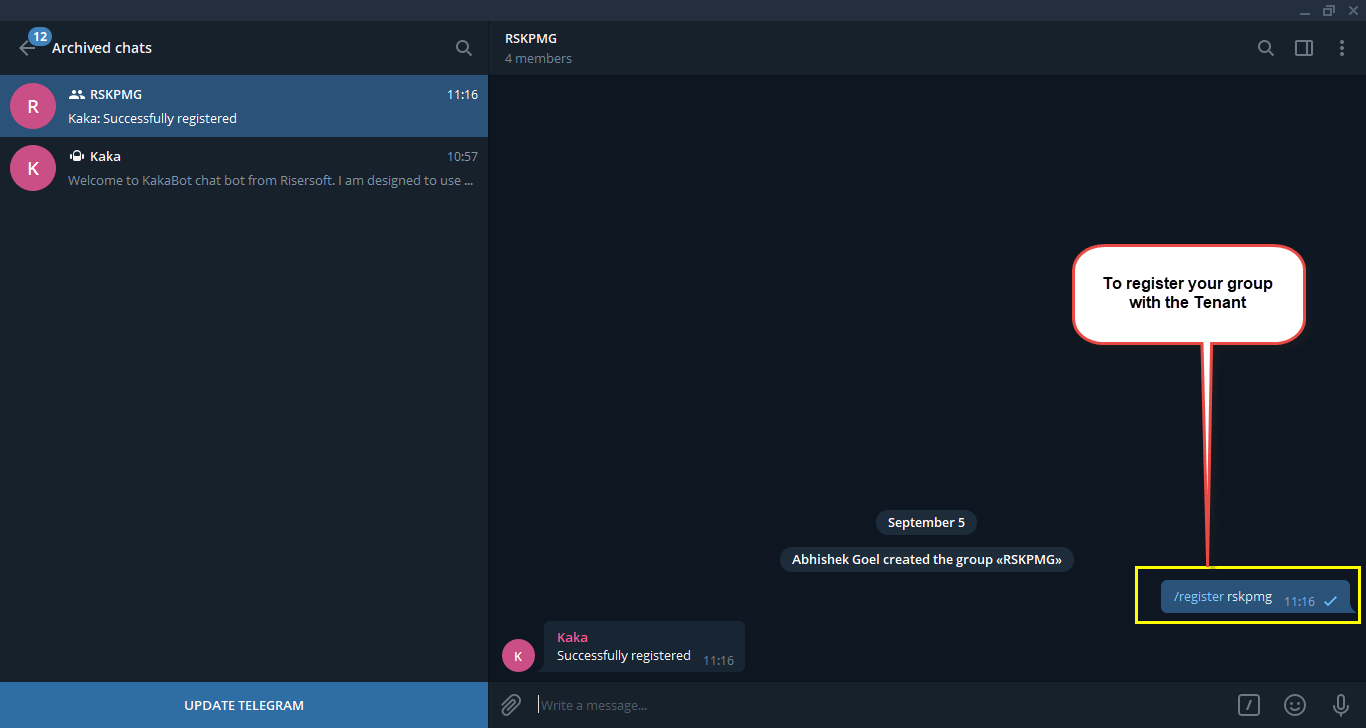 12
Archived chats
R
RSKPMG
11:16
Kaka: Successfully registered
K
Kaka
10:57
Welcome to KakaBot chat bot from Risersoft. I am designed to use ...
UPDATE TELEGRAM
RSKPMG
4 members
To register your group
with the Tenant
September 5
Abhishek Goel created the group «RSKPMG»
/register rskpmg 11:16
K
Kaka
Successfully registered 11:16
Write a message...